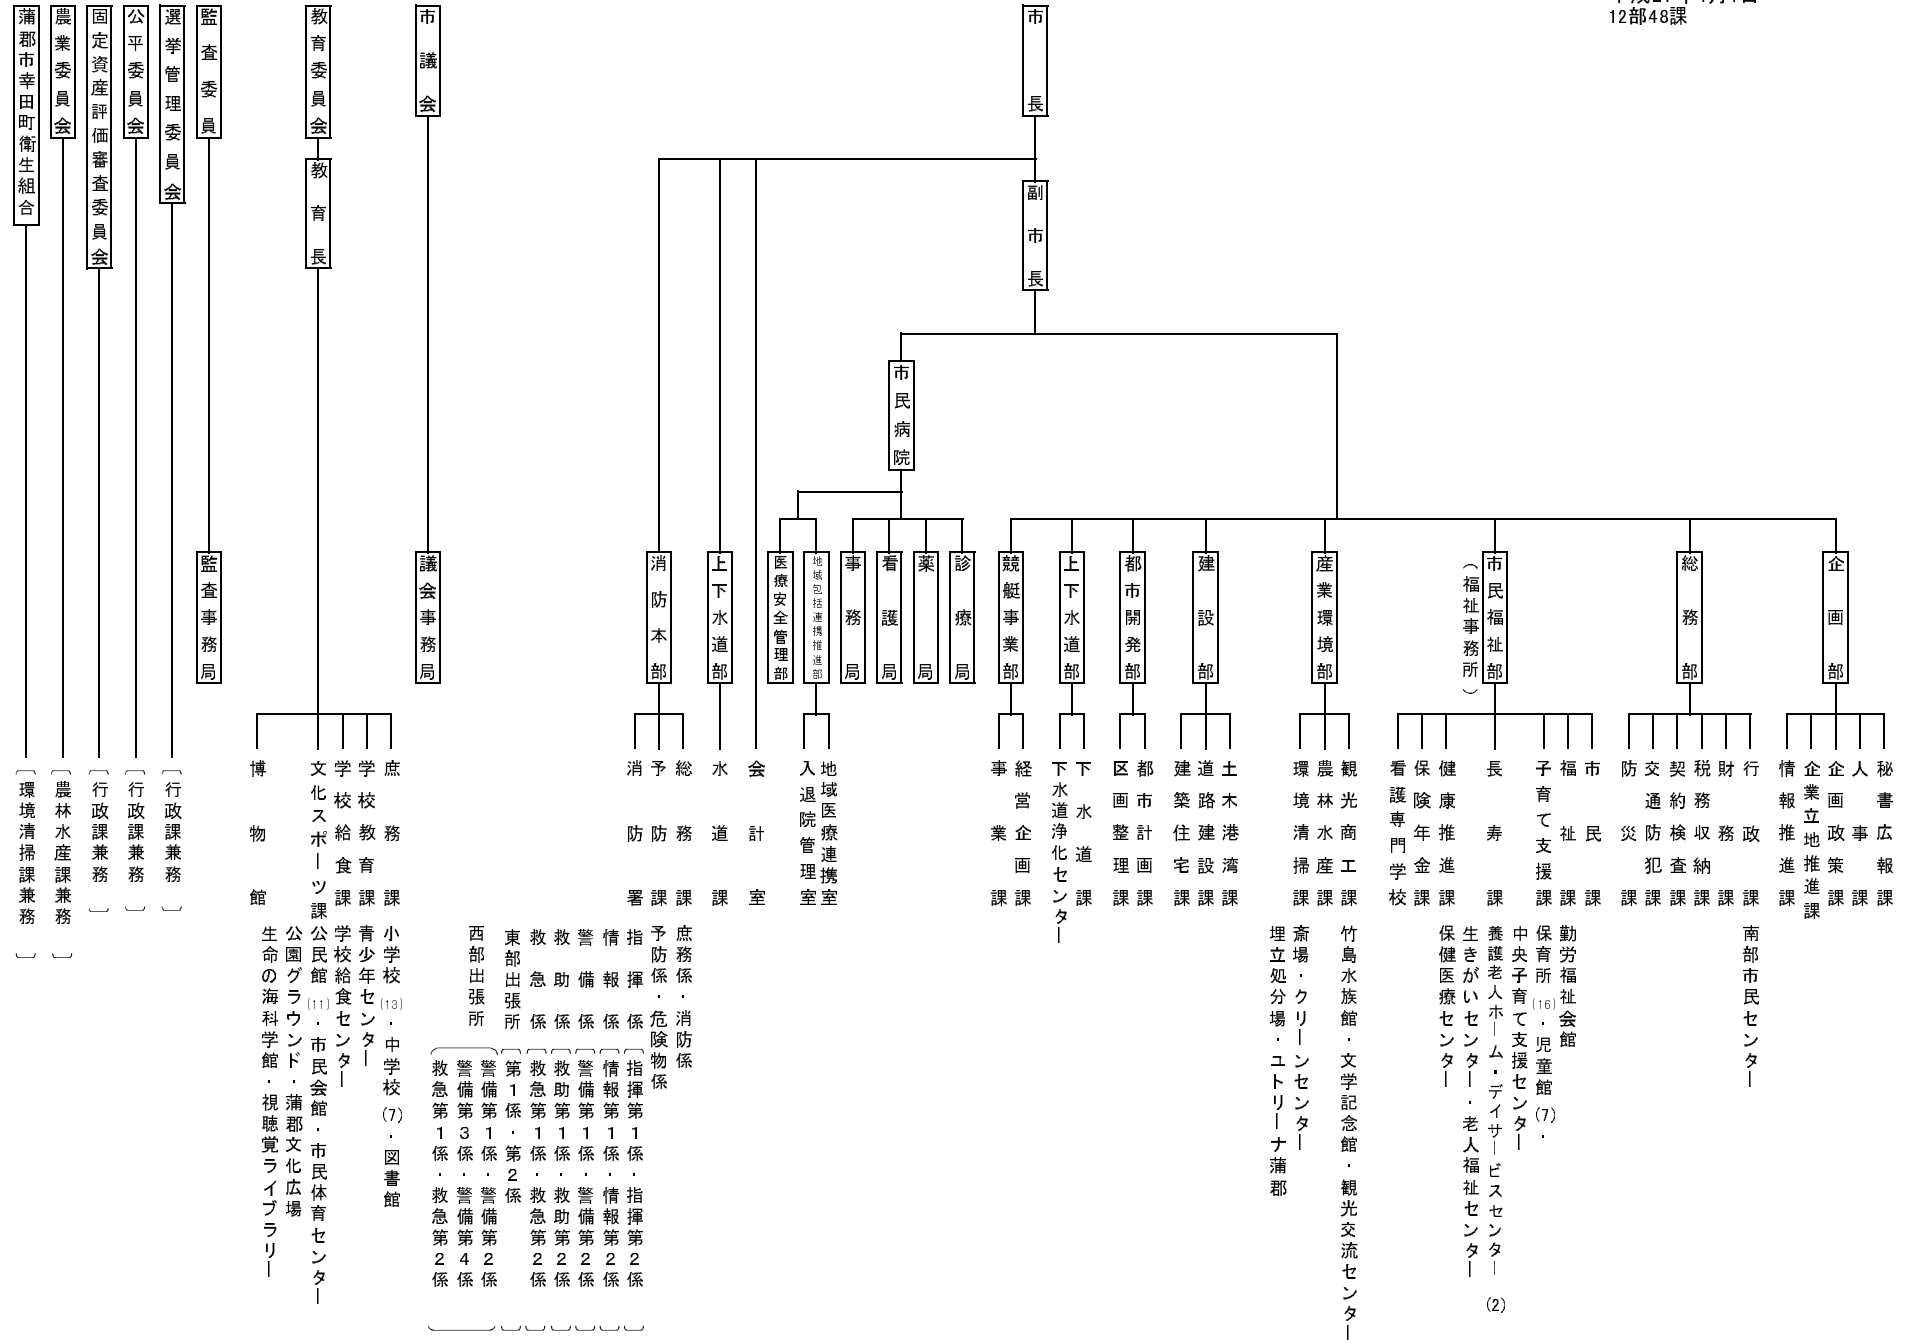 12部48課
市長
副市長
市民病院
市議会
教育委員会
教育長
監査委員
選挙管理委員会
公平委員会
固定資産評価審査委員会
農業委員会
蒲郡市幸田町衛生組合
企画部
総務部
市民福祉部
(福祉事務所)
産業環境部
建設部
都市開発部
上下水道部
競艇事業部
診療局
薬局
看護局
事務局
地域包括連携推進部
医療安全管理部
上下水道部
消防本部
議会事務局
監査事務局
秘書広報課
人事課
企画政策課
企業立地推進課
情報推進課
行政課
財務課
税務収納課
契約検査課
交通防犯課
防災課
市民課
福祉課
子育て支援課
長寿課
健康推進課
保険年金課
看護専門学校
観光商工課
農林水産課
環境清掃課
土木港湾課
道路建設課
建築住宅課
都市計画課
区画整理課
下水道課
下水道浄化センター
経営企画課
事業課
地域医療連携室
入退院管理室
会計室
水道課
総務課
予防課
消防署
庶務課
学校教育課
学校給食課
文化スポーツ課
博物館
〔行政課兼務〕
〔行政課兼務〕
〔行政課兼務〕
〔農林水産課兼務〕
〔環境清掃課兼務〕
南部市民センター
勤労福祉会館
保育所(16)・児童館(7)・
中央子育て支援センター
養護老人ホーム・デイサービスセンター(2)
生きがいセンター・老人福祉センター
保健医療センター
竹島水族館・文学記念館・観光交流センター
斎場・クリーンセンター
埋立処分場・ユトリーナ蒲郡
庶務係・消防係
予防係・危険物係
指揮係
〔指揮第1係・指揮第2係〕
情報係
〔情報第1係・情報第2係〕
警備係
〔警備第1係・警備第2係〕
救助係
〔救助第1係・救助第2係〕
救急係
〔救急第1係・救急第2係〕
東部出張所
〔第1係・第2係〕
西部出張所
警備第1係・警備第2係
警備第3係・警備第4係
救急第1係・救急第2係
小学校(13)・中学校(7)・図書館
青少年センター
学校給食センター
公民館(11)・市民会館・市民体育センター
公園グラウンド・蒲郡文化広場
生命の海科学館・視聴覚ライブラリー